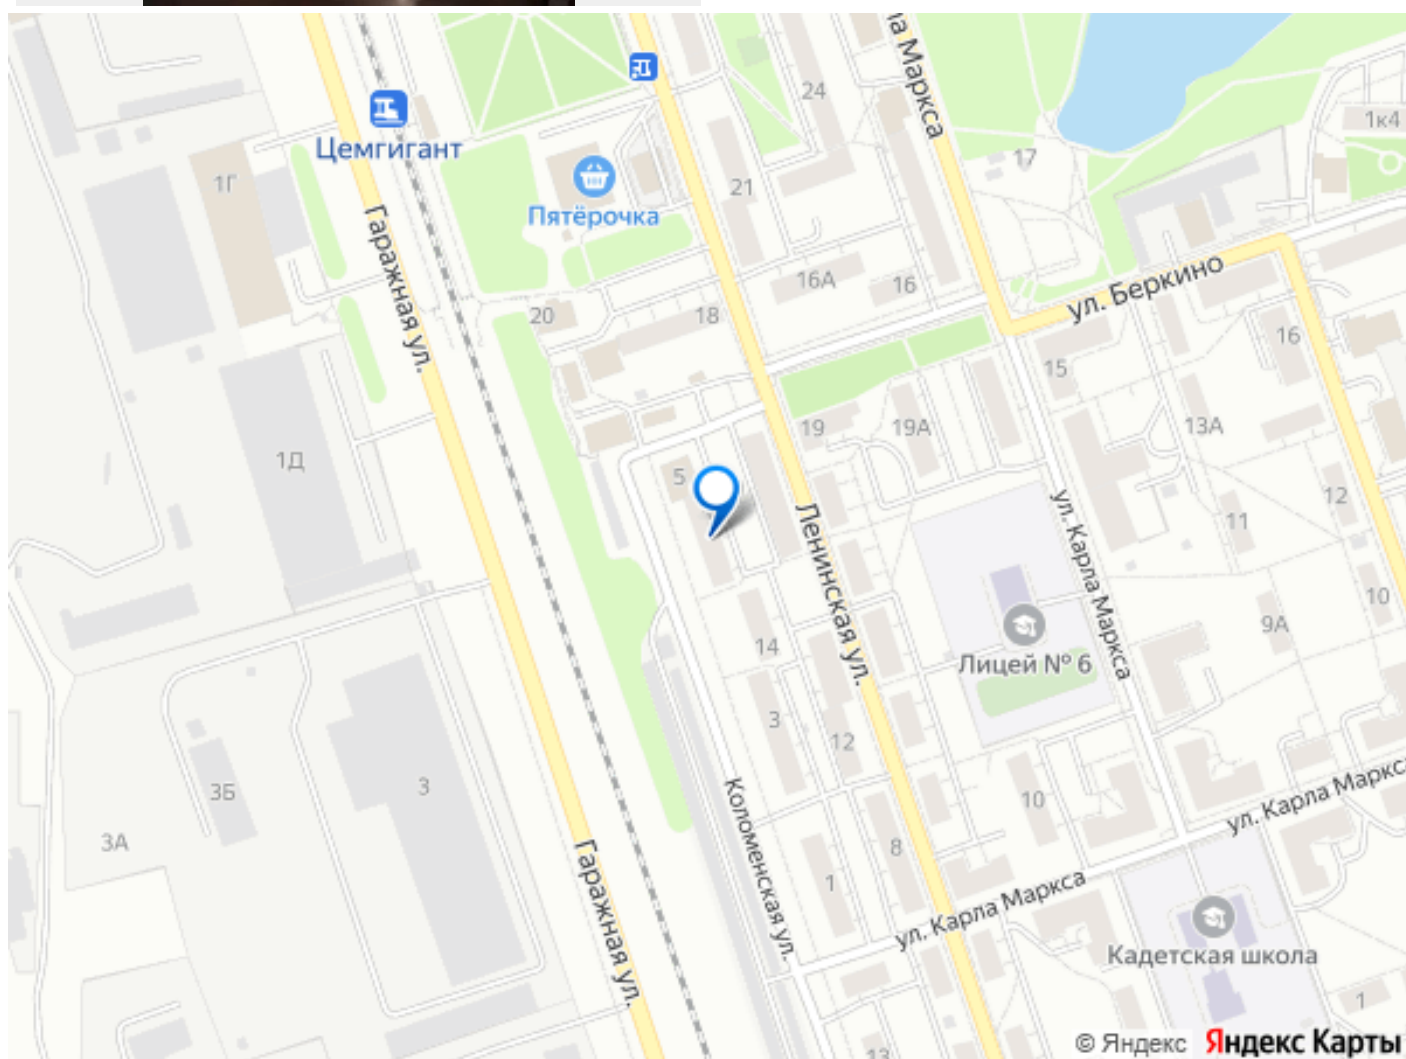 ла Маркса
24
1к4
Цемгигант
17
1Г
21
Пятёрочка
Гаражная ул.
16А
16
ул. Беркино
20
18
16
15
19
19А
13А
1Д
5
12
Ленинская ул.
ул. Карла Маркса
11
10
9А
14
Лицей № 6
3
12
3Б
3
10
Коломенская ул.
ул. Карла Маркса
3А
8
Гаражная ул.
1
ул. Карла Маркса
Кадетская школа
1
13
© Яндекс Яндекс Карты